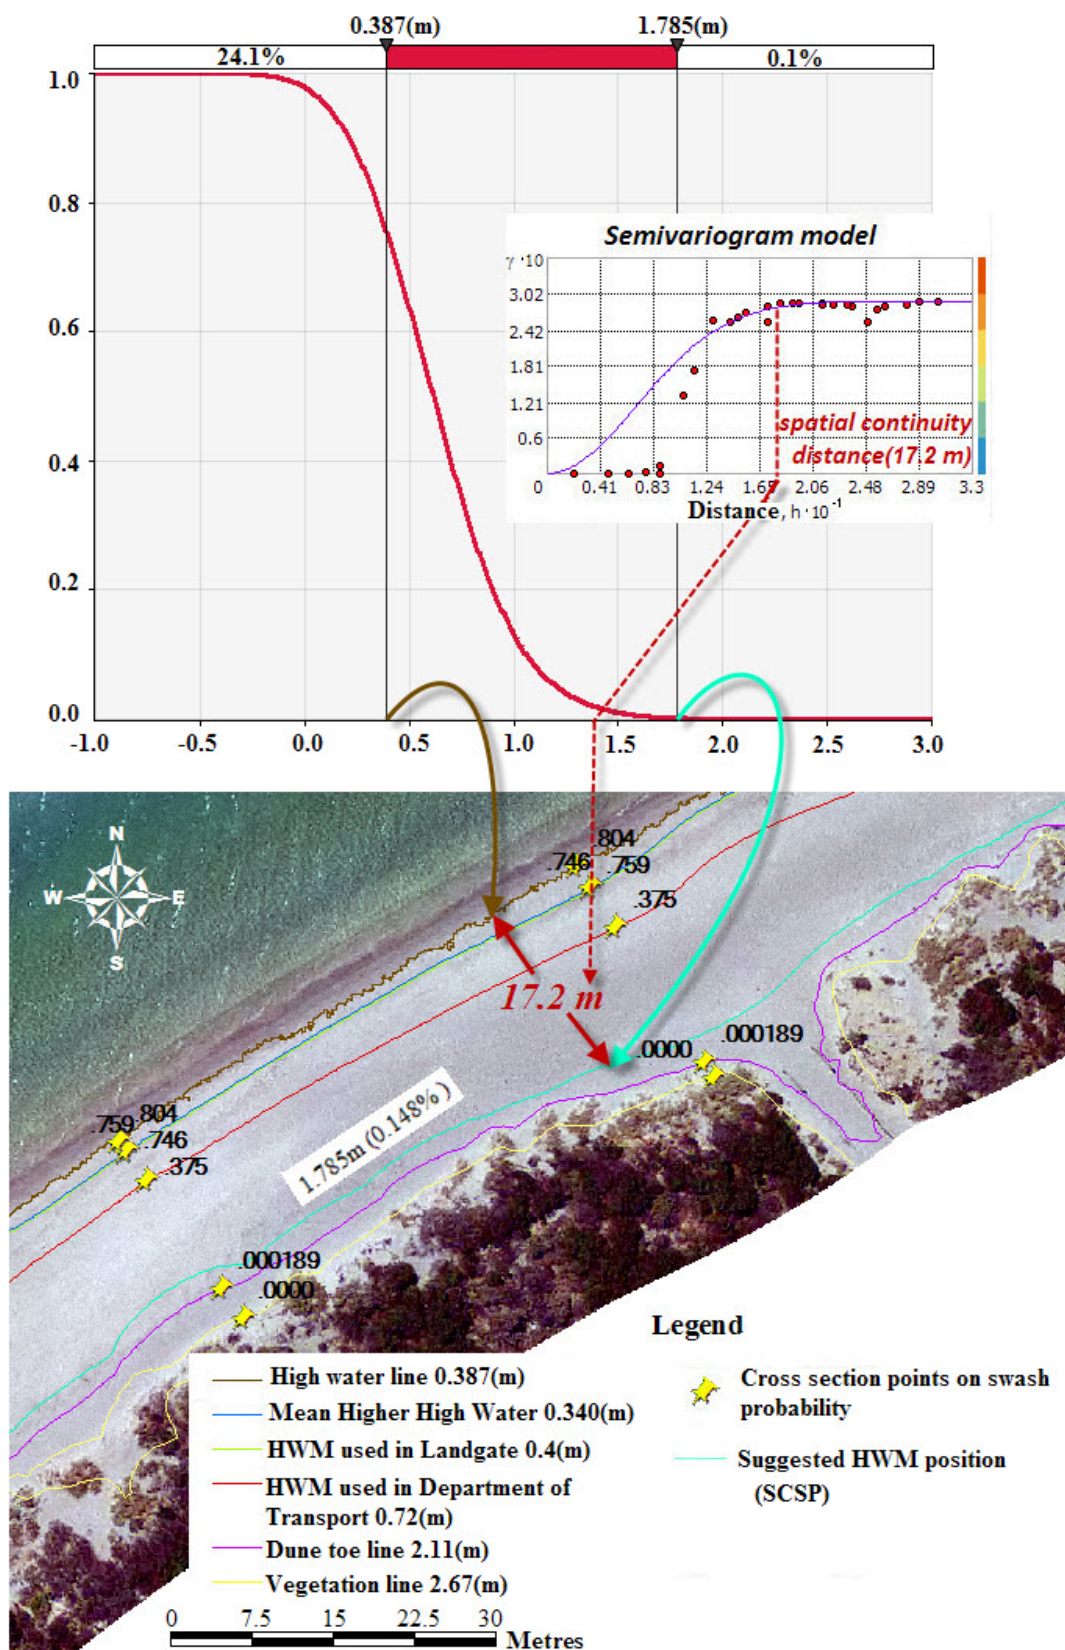 0.387(m) 1.785(m)
24.1% 0.1%
1.0
0.8
0.6
0.4
0.2
0.0
-1.0 -0.5 0.0 0.5 1.0 1.5 2.0 2.5 3.0
Semivariogram model
γ ·10
3.02
2.42
1.81
1.21
0.6
spatial continuity
distance(17.2 m)
0 0.41 0.83 1.24 1.65 2.06 2.48 2.89 3.3
Distance, h · 10⁻¹
N
W E
S
.804
.746 .759
.375
17.2 m
.0000 .000189
1.785m (0.148% )
.759 .804
.746
.375
.000189
.0000
Legend
High water line 0.387(m)
Mean Higher High Water 0.340(m)
HWM used in Landgate 0.4(m)
HWM used in Department of
Transport 0.72(m)
Dune toe line 2.11(m)
Vegetation line 2.67(m)
Cross section points on swash
probability
Suggested HWM position
(SCSP)
0 7.5 15 22.5 30
Metres